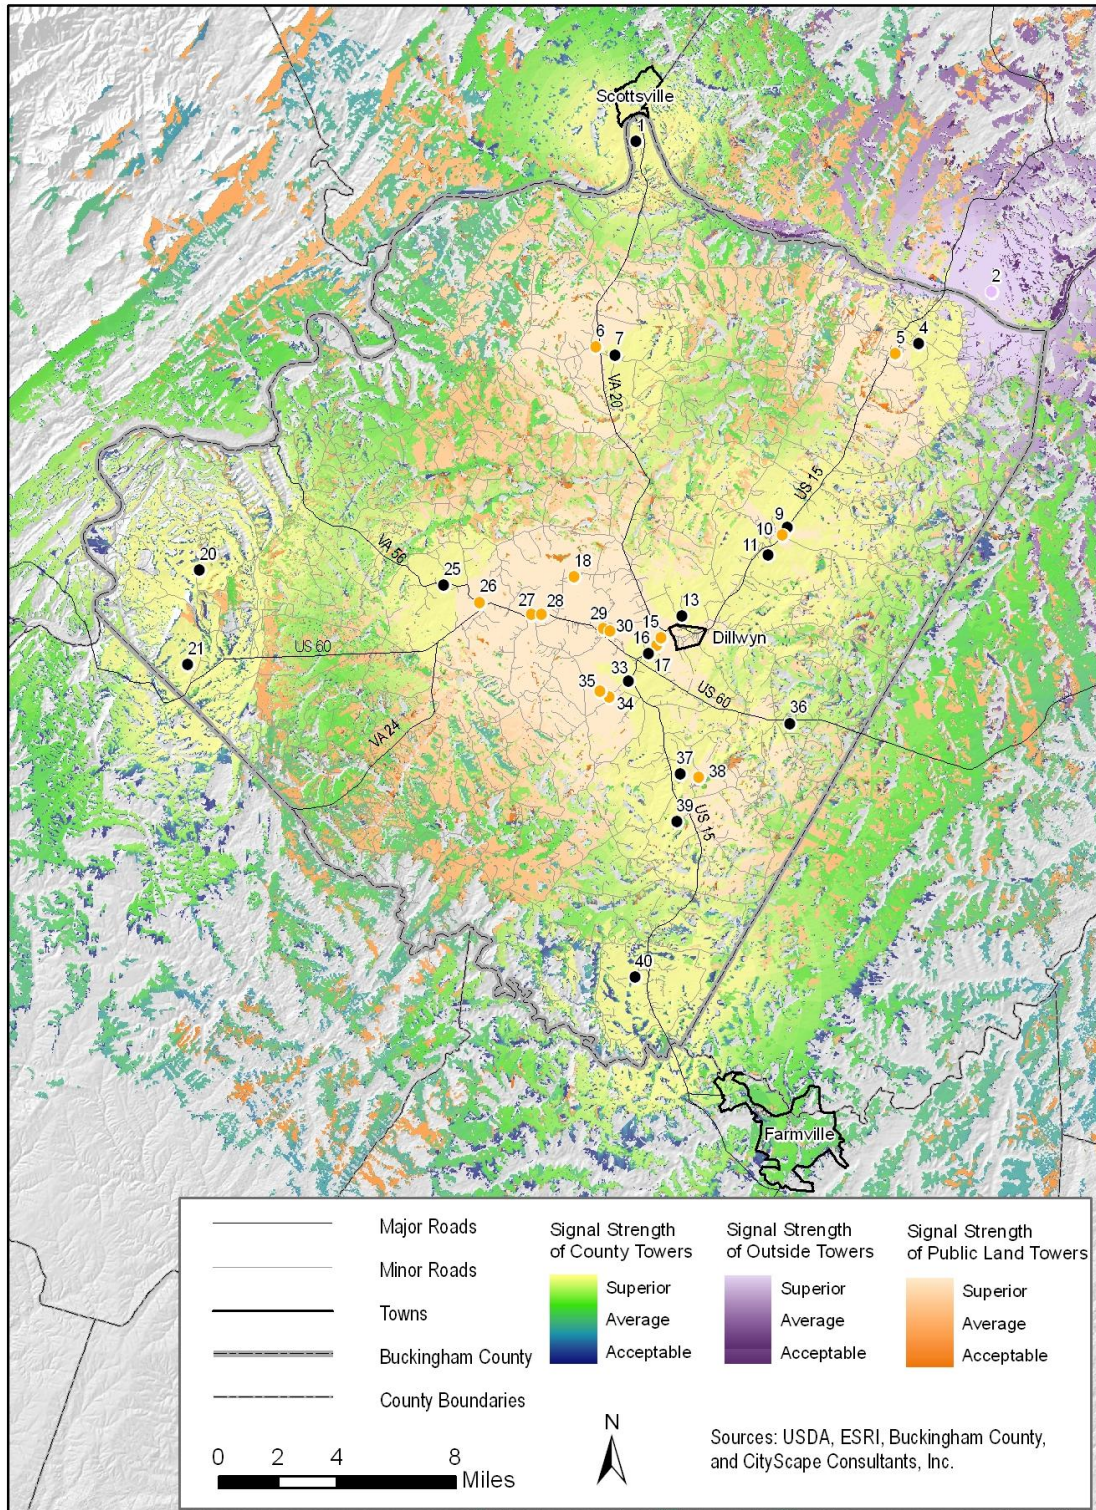 Scottsville
1
2
4
5
6
7
VA 20
US 15
9
10
11
20
VA 56
25
18
26
27
28
29
30
15
13
16
Dillwyn
17
21
US 60
33
35
34
US 60
36
VA 24
37
38
39
US 15
40
Farmville
Major Roads
Minor Roads
Towns
Buckingham County
County Boundaries
0 2 4 8
Miles
Signal Strength
of County Towers
Superior
Average
Acceptable
Signal Strength
of Outside Towers
Superior
Average
Acceptable
Signal Strength
of Public Land Towers
Superior
Average
Acceptable
N
Sources: USDA, ESRI, Buckingham County,
and CityScape Consultants, Inc.